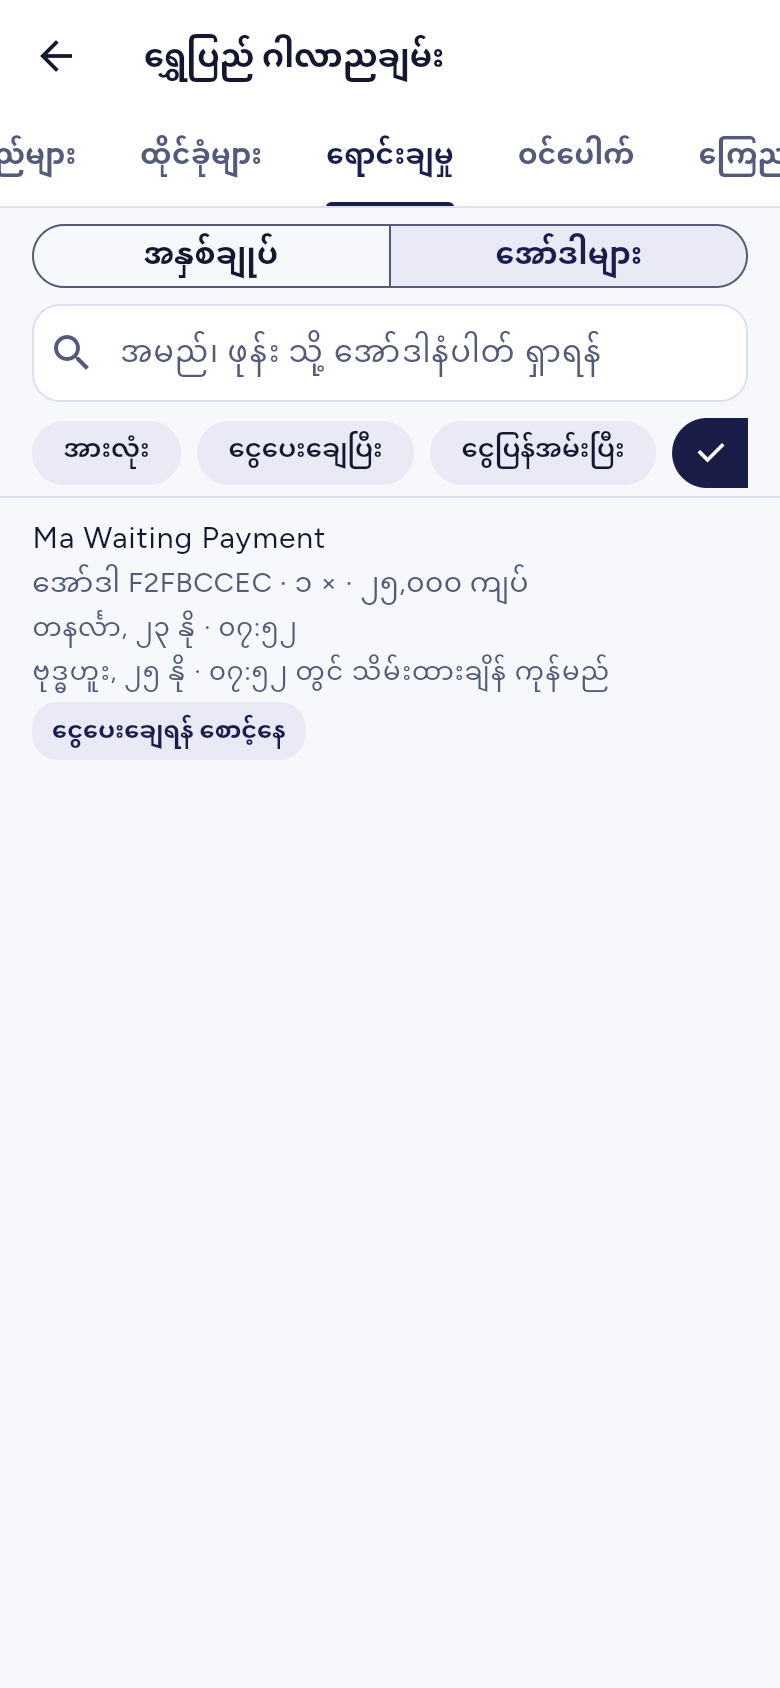 ရွှေပြည် ဂါလာညချမ်း
ည်များ ထိုင်ခုံများ ရောင်းချမှု ဝင်ပေါက် ကြေည
အနှစ်ချုပ် အော်ဒါများ
အမည်၊ ဖုန်း သို့ အော်ဒါနံပါတ် ရှာရန်
အားလုံး ငွေပေးချေပြီး ငွေပြန်အမ်းပြီး
Ma Waiting Payment
အော်ဒါ F2FBCCEC · ၁ × · ၂၅,၀၀၀ ကျပ်
တနင်္လာ, ၂၃ နို · ၀၇:၅၂
ဗုဒ္ဓဟူး, ၂၅ နို · ၀၇:၅၂ တွင် သိမ်းထားချိန် ကုန်မည်
ငွေပေးချေရန် စောင့်နေ